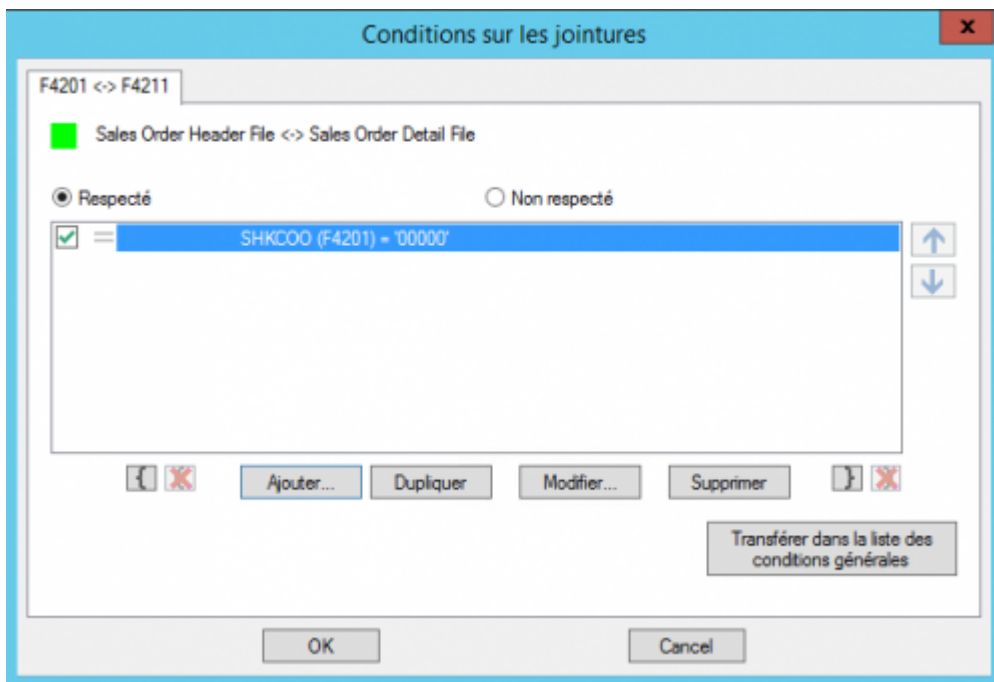 Conditions sur les jointures
x
F4201 <-> F4211
Sales Order Header File <-> Sales Order Detail File
Respecté
Non respecté
= SHKCOO (F4201) = '00000'
{
}
Ajouter...
Dupliquer
Modifier...
Supprimer
Transférer dans la liste des
conditions générales
OK
Cancel